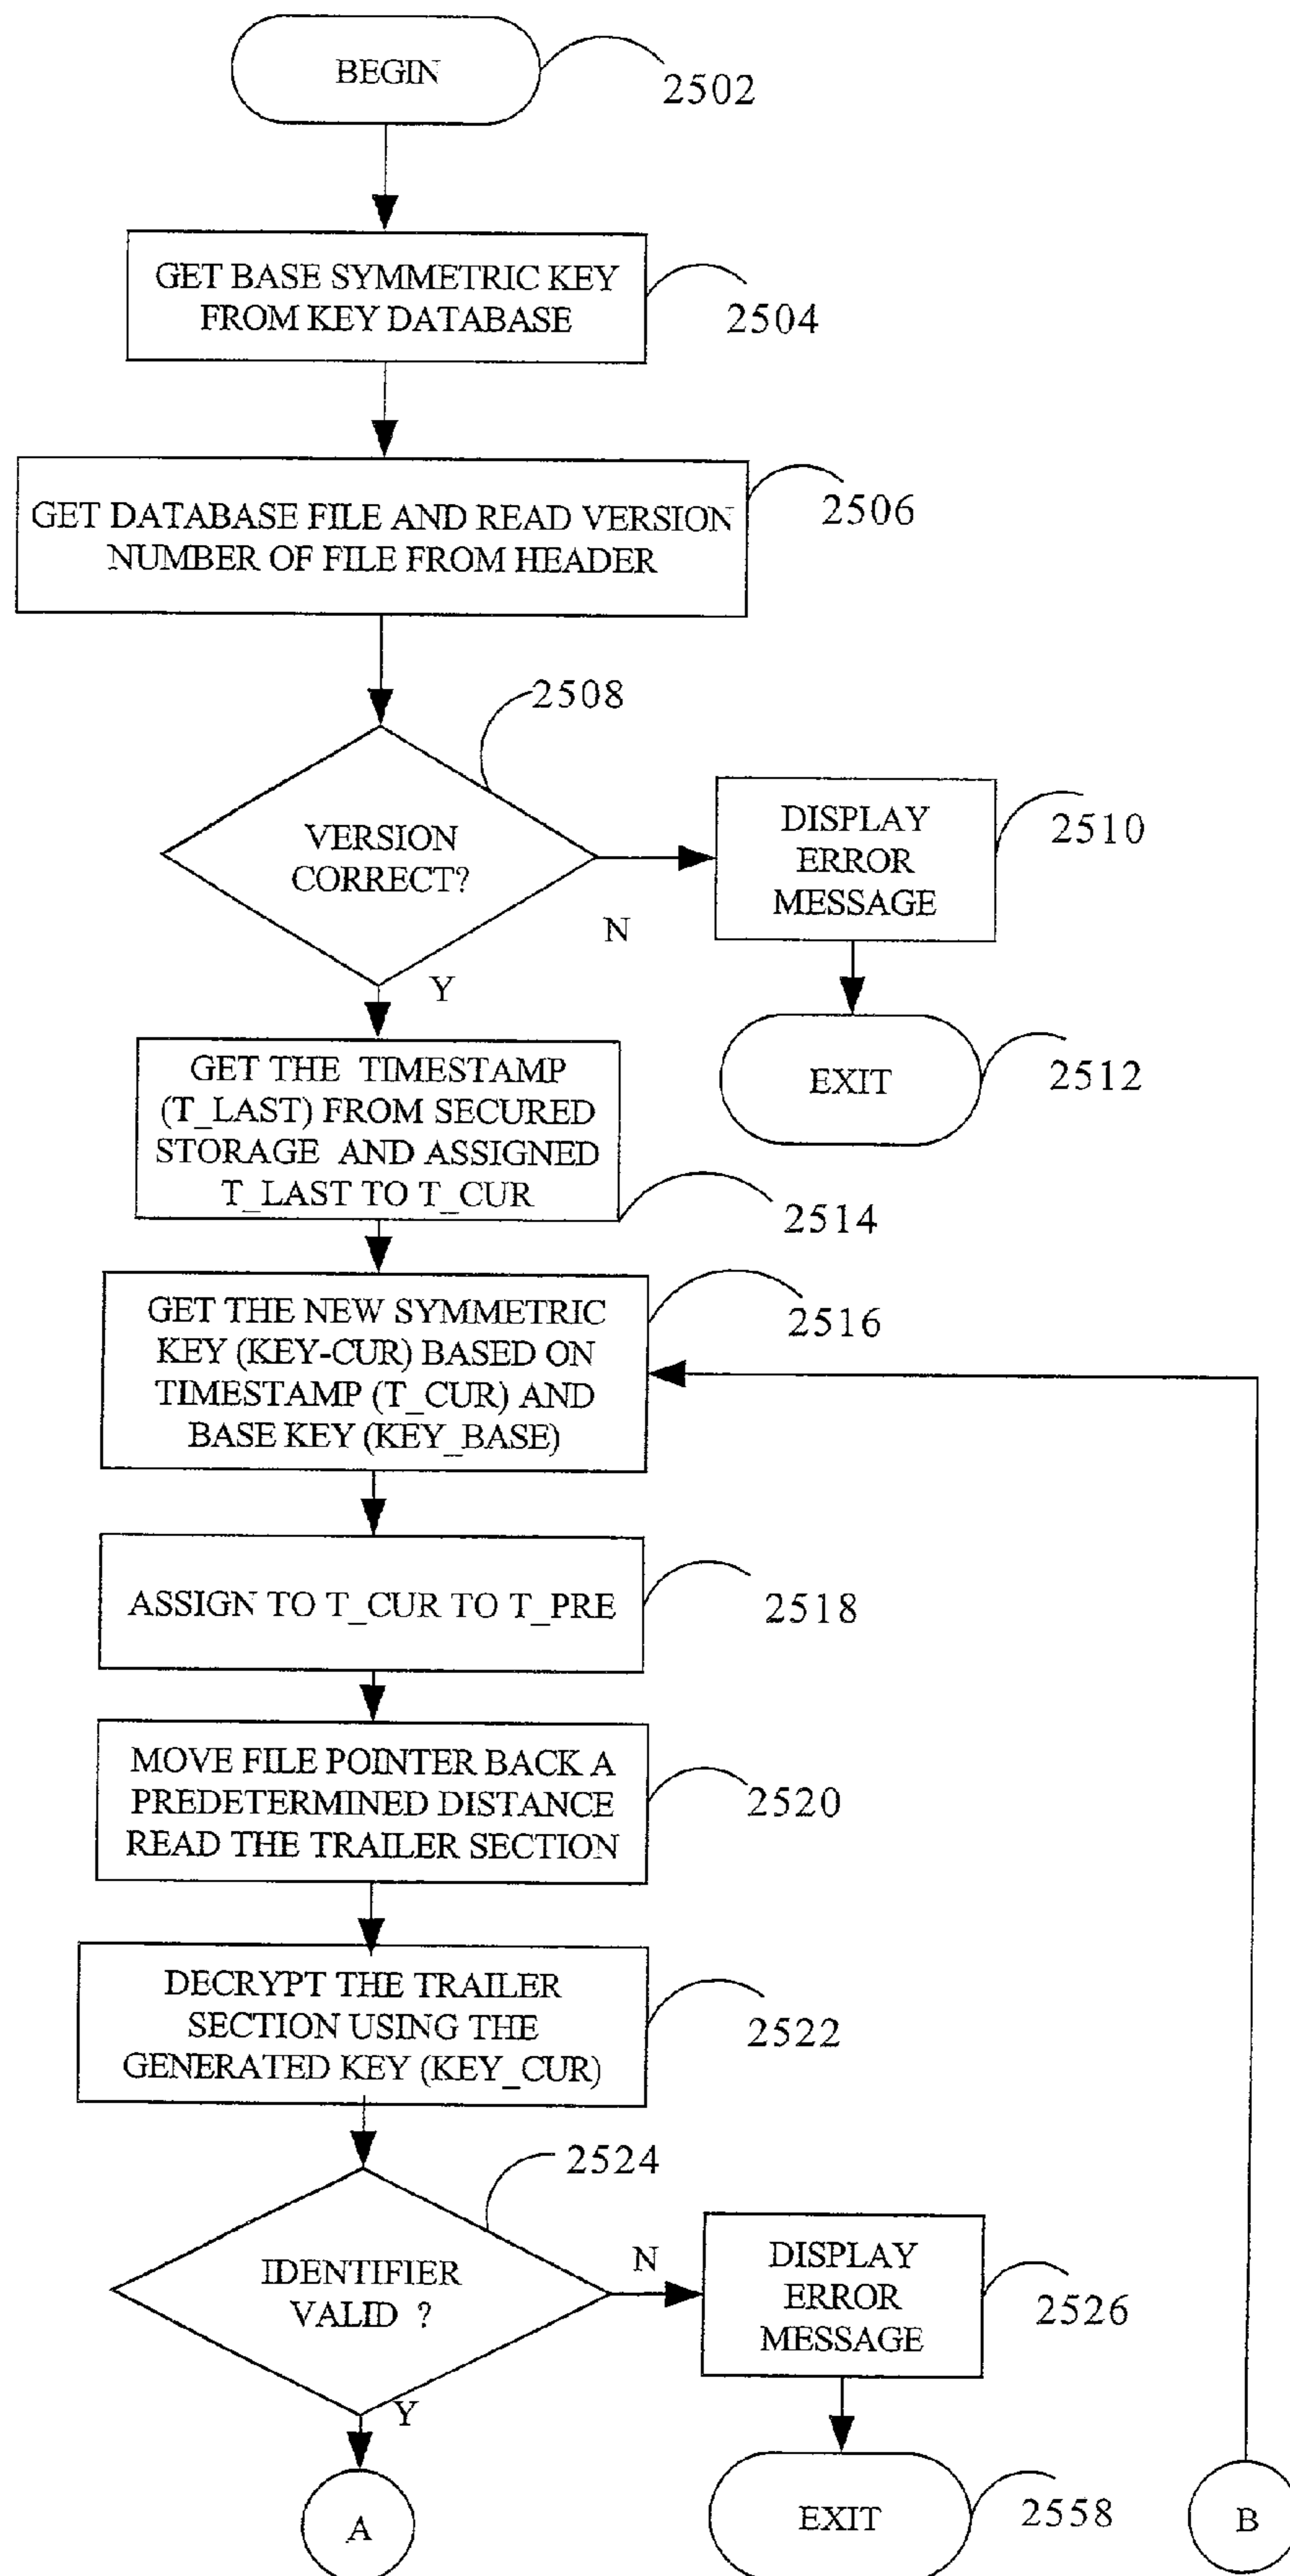 BEGIN
2502
GET BASE SYMMETRIC KEY
FROM KEY DATABASE
2504
GET DATABASE FILE AND READ VERSION
NUMBER OF FILE FROM HEADER
2506
2508
VERSION
CORRECT?
N
Y
DISPLAY
ERROR
MESSAGE
2510
EXIT
2512
GET THE TIMESTAMP
(T_LAST) FROM SECURED
STORAGE AND ASSIGNED
T_LAST TO T_CUR
2514
GET THE NEW SYMMETRIC
KEY (KEY-CUR) BASED ON
TIMESTAMP (T_CUR) AND
BASE KEY (KEY_BASE)
2516
ASSIGN TO T_CUR TO T_PRE
2518
MOVE FILE POINTER BACK A
PREDETERMINED DISTANCE
READ THE TRAILER SECTION
2520
DECRYPT THE TRAILER
SECTION USING THE
GENERATED KEY (KEY_CUR)
2522
2524
IDENTIFIER
VALID ?
N
Y
DISPLAY
ERROR
MESSAGE
2526
A
EXIT
2558
B